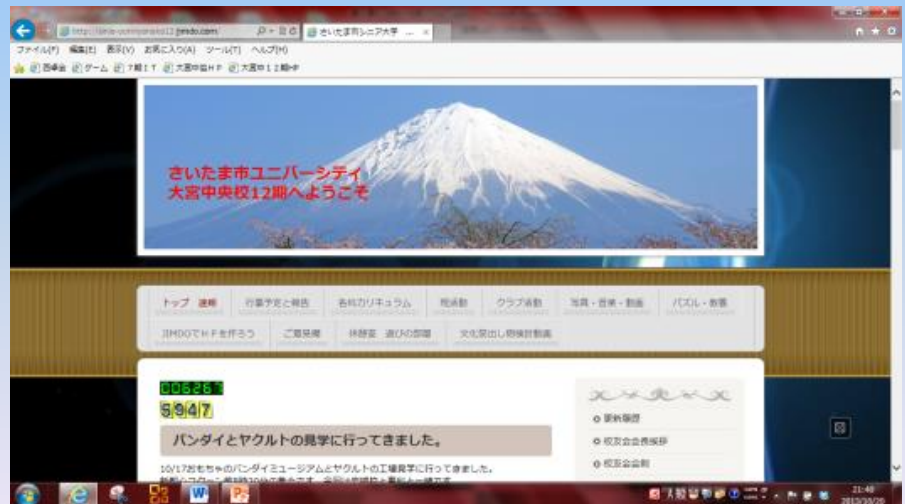 さいたま市シニア大学 ...
ファイル(F) 編集(E) 表示(V) お気に入り(A) ツール(T) ヘルプ(H)
さいたま市ユニバーシティ
大宮中央校12期へようこそ
トップ 速報 行事予定と報告 各科カリキュラム 班活動 クラブ活動 写真・音楽・動画 パズル・教養
JIMDOでHPを作ろう ご意見欄 休憩室 遊びの部屋 文化祭出し物検討動画
006287
5947
バンダイとヤクルトの見学に行ってきました。
10/17おもちゃのバンダイミュージアムとヤクルトの工場見学に行ってきました。
更新履歴
校友会会長挨拶
校友会会則
21:40
2013/10/20